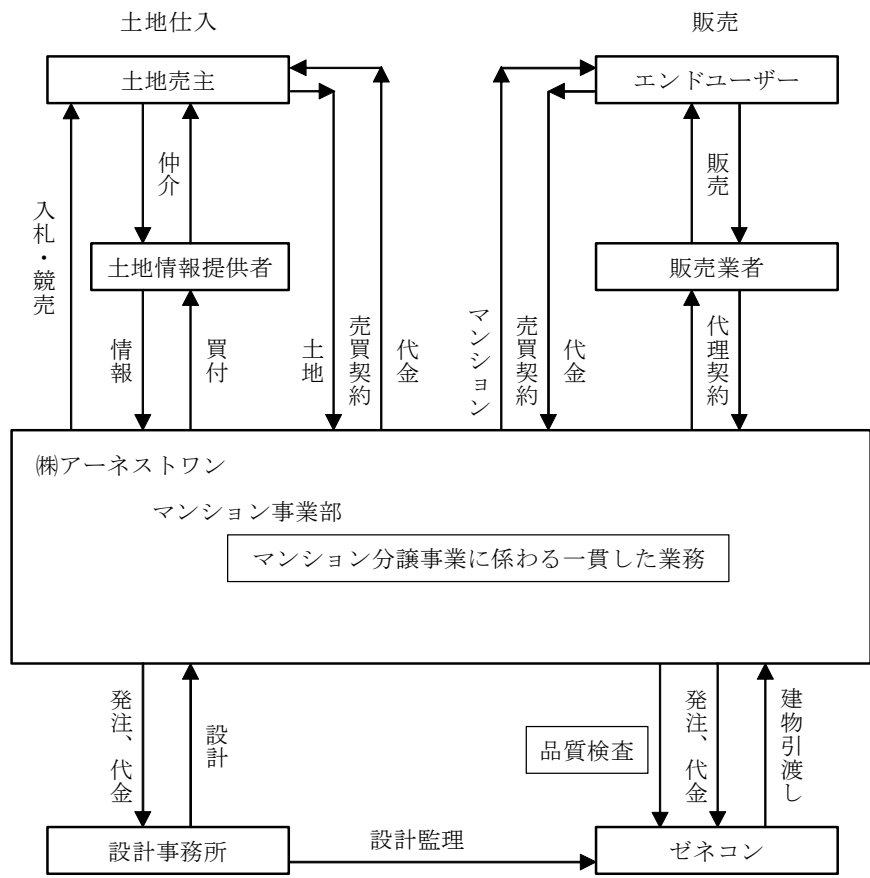 土地仕入
販売
土地売主
エンドユーザー
仲介
販売
入札・競売
土地情報提供者
販売業者
情報
買付
土地
売買契約
代金
マンション
売買契約
代金
代理契約
㈱アーネストワン
マンション事業部
マンション分譲事業に係わる一貫した業務
発注、代金
設計
品質検査
発注、代金
建物引渡し
設計事務所
設計監理
ゼネコン